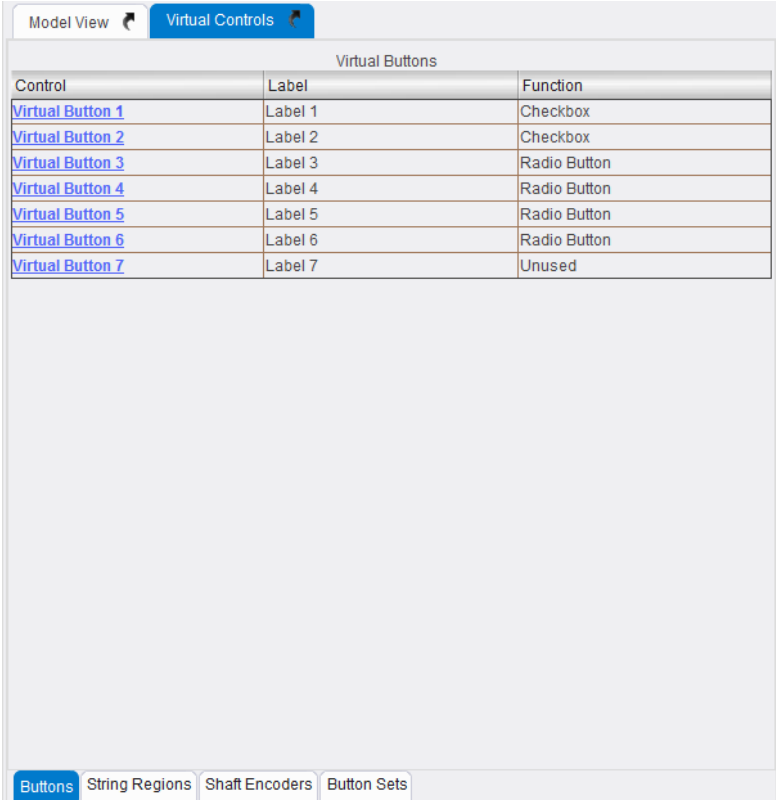 Model View Virtual Controls
Virtual Buttons
Control Label Function
Virtual Button 1 Label 1 Checkbox
Virtual Button 2 Label 2 Checkbox
Virtual Button 3 Label 3 Radio Button
Virtual Button 4 Label 4 Radio Button
Virtual Button 5 Label 5 Radio Button
Virtual Button 6 Label 6 Radio Button
Virtual Button 7 Label 7 Unused
Buttons String Regions Shaft Encoders Button Sets